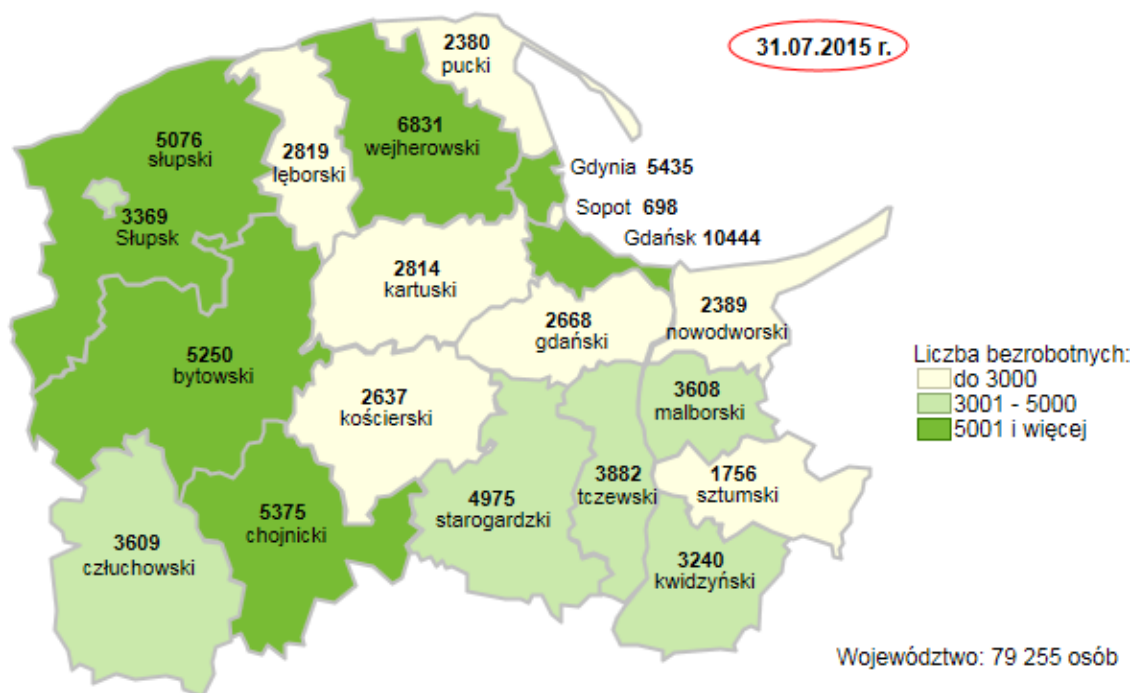 31.07.2015 r.
2380
pucki
6831
wejherowski
5076
słupski
2819
lęborski
Gdynia 5435
3369
Słupsk
Sopot 698
Gdańsk 10444
2814
kartuski
2389
nowodworski
2668
gdański
5250
bytowski
Liczba bezrobotnych:
do 3000
3001 - 5000
5001 i więcej
3608
malborski
2637
kościerski
1756
sztumski
3882
tczewski
4975
starogardzki
5375
chojnicki
3609
człuchowski
3240
kwidzyński
Województwo: 79 255 osób